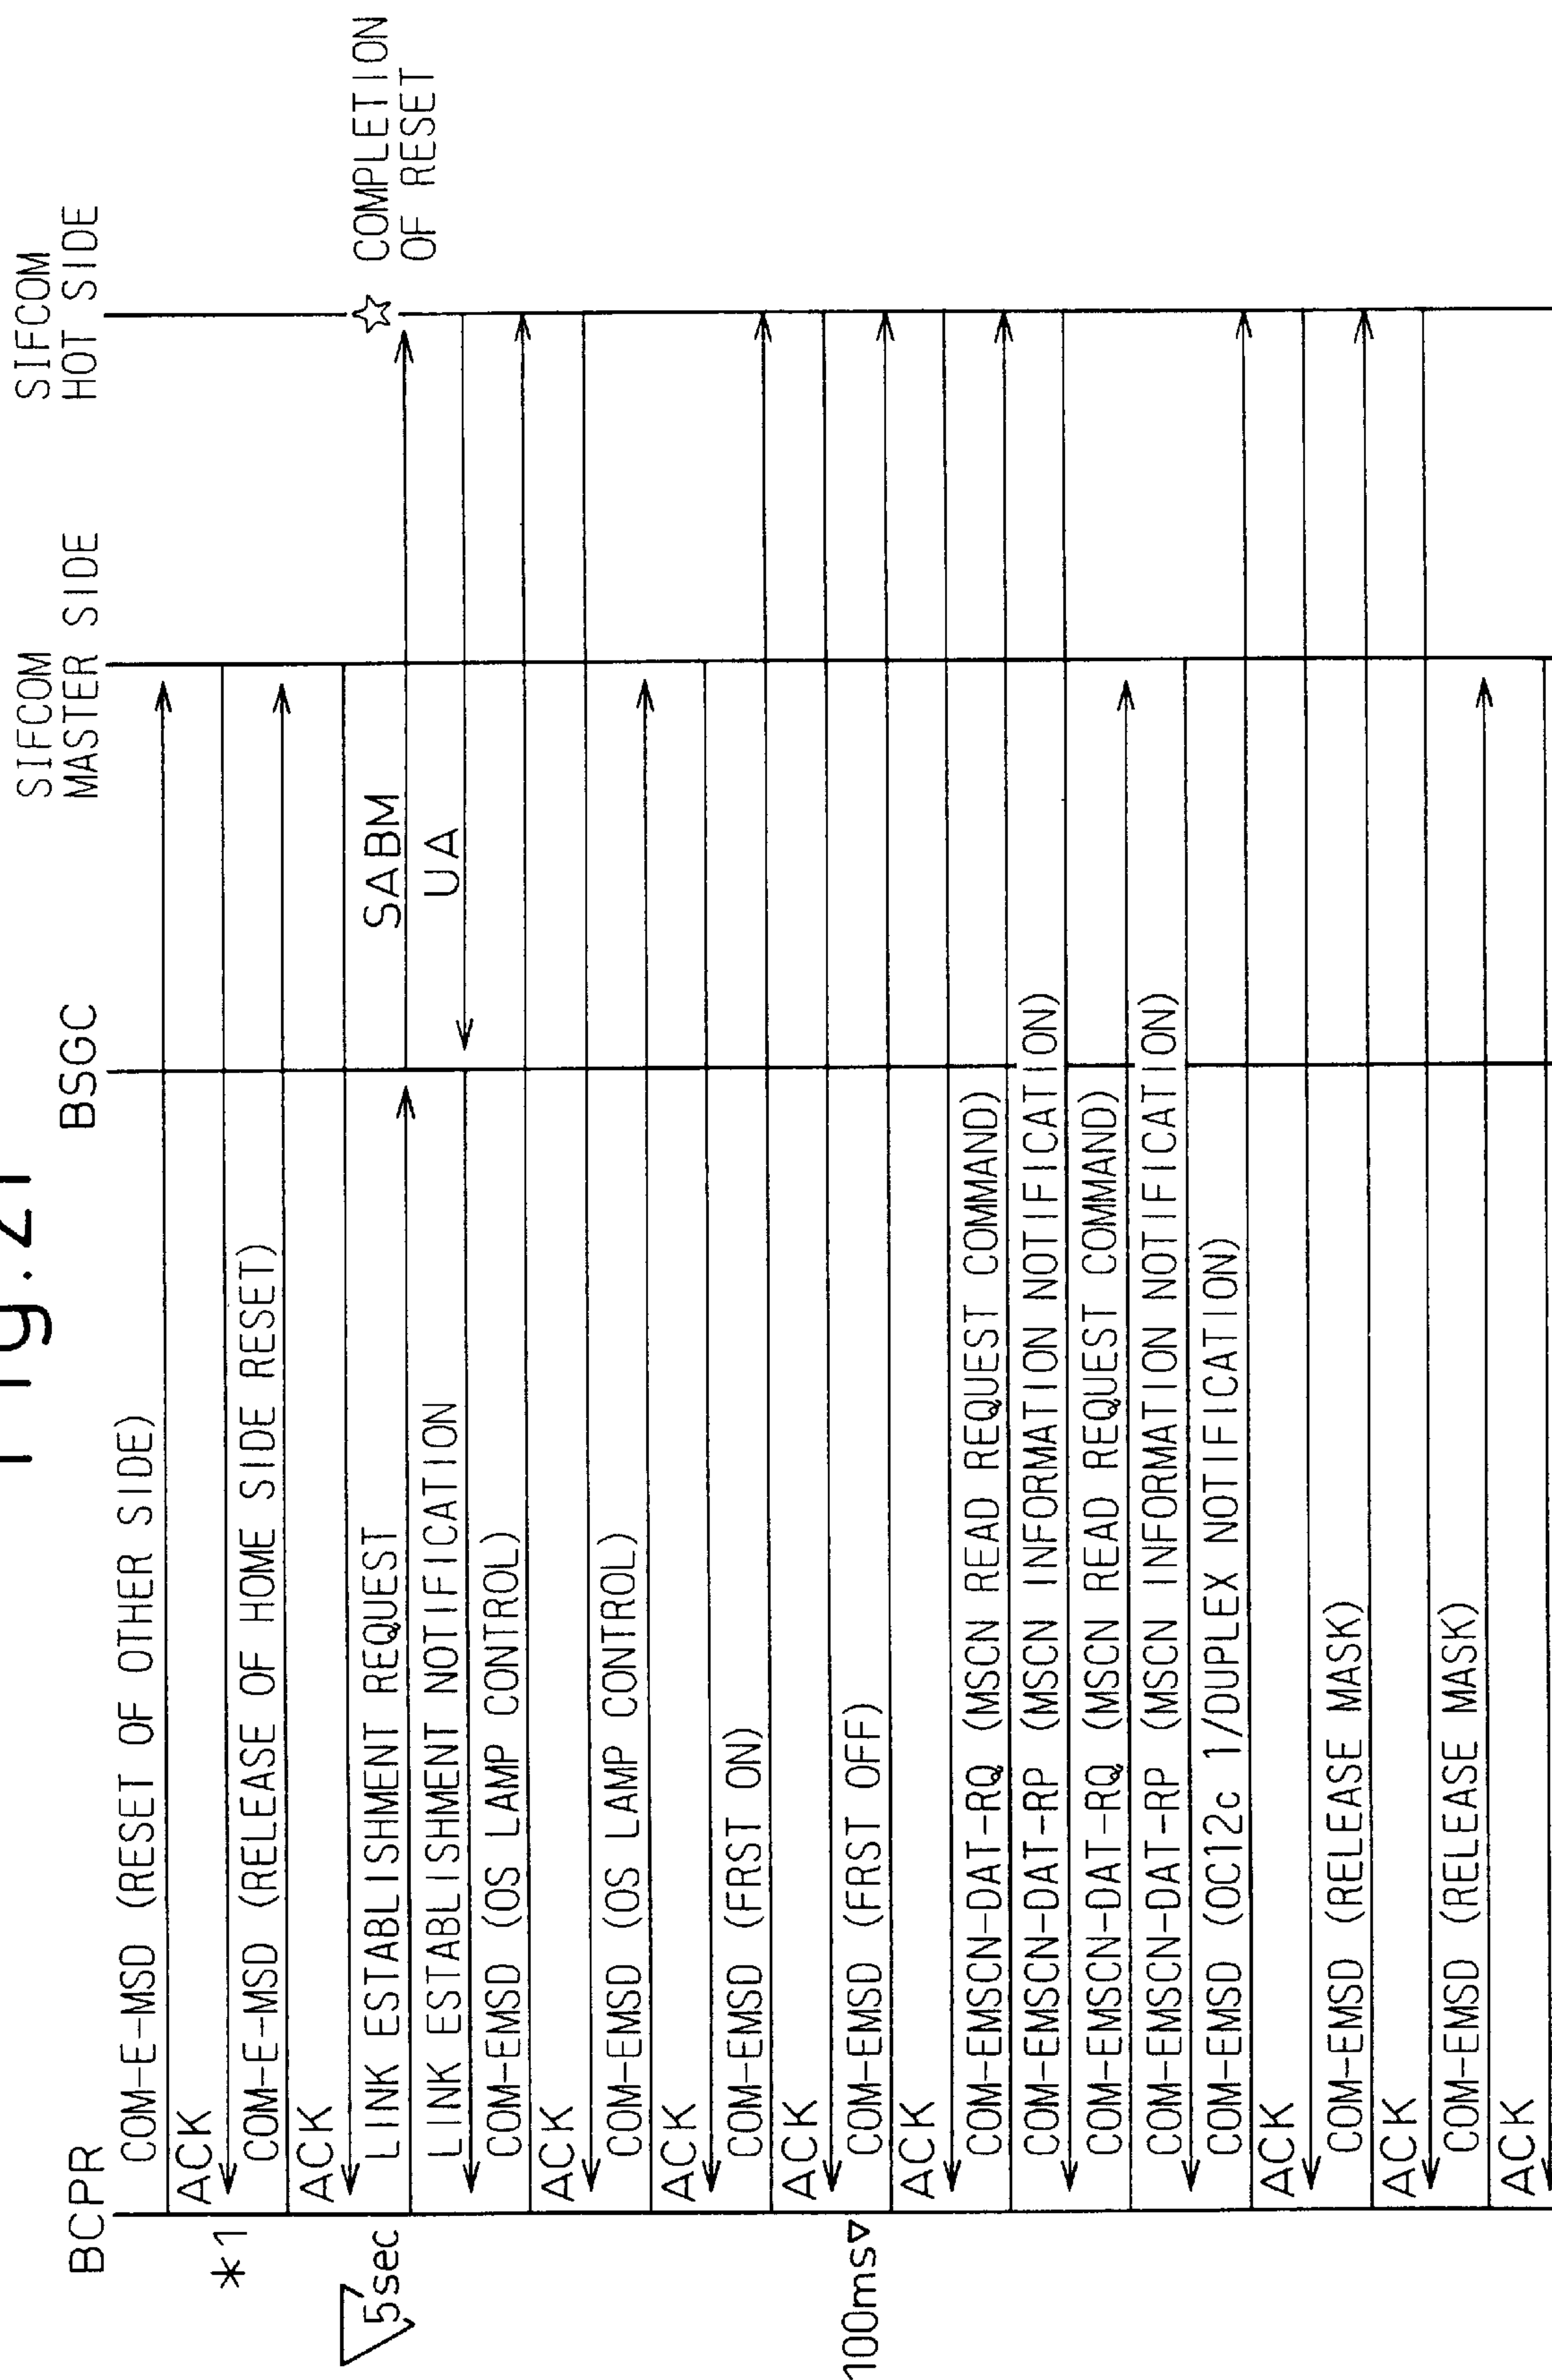 Fig. 21
BCPR
BSGC
SIFCOM
MASTER SIDE
SIFCOM
HOT SIDE
COM-E-MSD (RESET OF OTHER SIDE)
ACK
*1
COM-E-MSD (RELEASE OF HOME SIDE RESET)
ACK
5sec
LINK ESTABLISHMENT REQUEST
SABM
☆ COMPLETION
OF RESET
LINK ESTABLISHMENT NOTIFICATION
UA
COM-EMSD (OS LAMP CONTROL)
ACK
COM-EMSD (OS LAMP CONTROL)
ACK
COM-EMSD (FRST ON)
ACK
100ms
COM-EMSD (FRST OFF)
ACK
COM-EMSCN-DAT-RQ (MSCN READ REQUEST COMMAND)
COM-EMSCN-DAT-RP (MSCN INFORMATION NOTIFICATION)
COM-EMSCN-DAT-RQ (MSCN READ REQUEST COMMAND)
COM-EMSCN-DAT-RP (MSCN INFORMATION NOTIFICATION)
COM-EMSD (OC12c 1/DUPLEX NOTIFICATION)
ACK
COM-EMSD (RELEASE MASK)
ACK
COM-EMSD (RELEASE MASK)
ACK